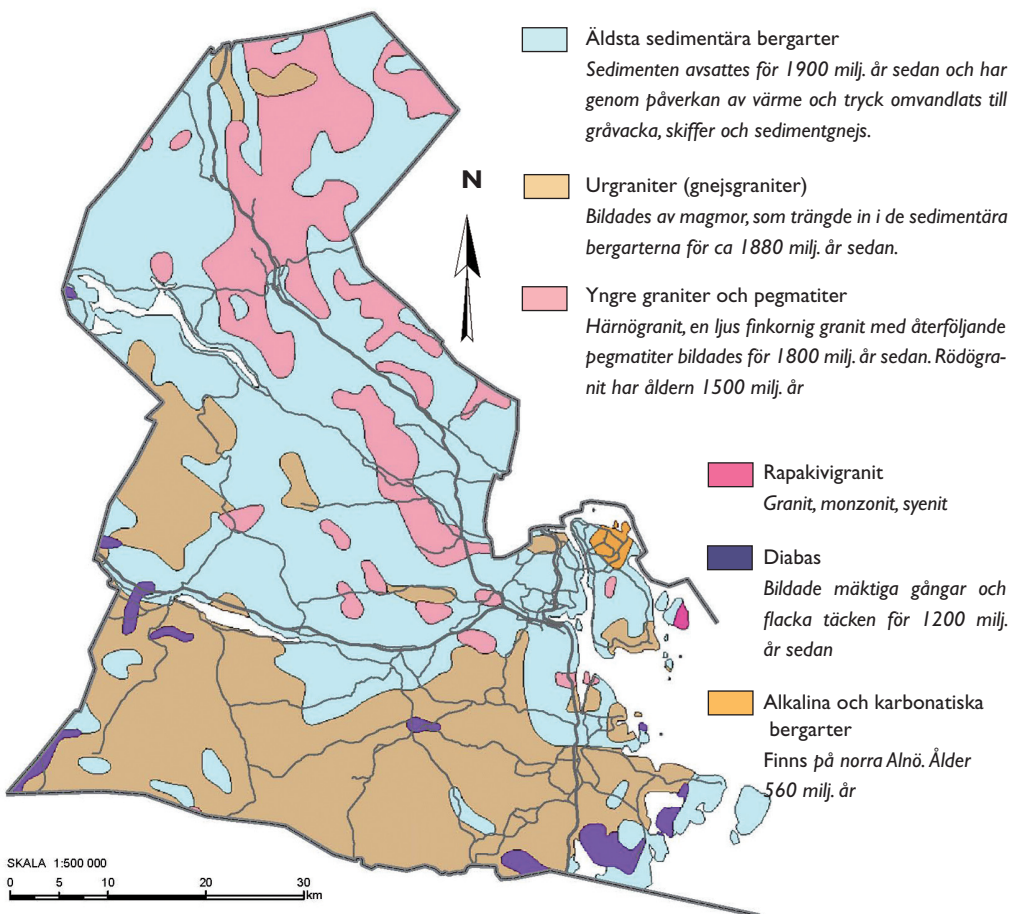 Äldsta sedimentära bergarter
Sedimenten avsattes för 1900 milj. år sedan och har
genom påverkan av värme och tryck omvandlats till
gråvacka, skiffer och sedimentgnejs.
N
Urgraniter (gnejsgraniter)
Bildades av magmor, som trängde in i de sedimentära
bergarterna för ca 1880 milj. år sedan.
Yngre graniter och pegmatiter
Härnögranit, en ljus finkornig granit med återföljande
pegmatiter bildades för 1800 milj. år sedan. Rödögra-
nit har åldern 1500 milj. år
Rapakivigranit
Granit, monzonit, syenit
Diabas
Bildade mäktiga gångar och
flacka täcken för 1200 milj.
år sedan
Alkalina och karbonatiska
bergarter
Finns på norra Alnö. Ålder
560 milj. år
SKALA 1:500 000
0 5 10 20 30
km